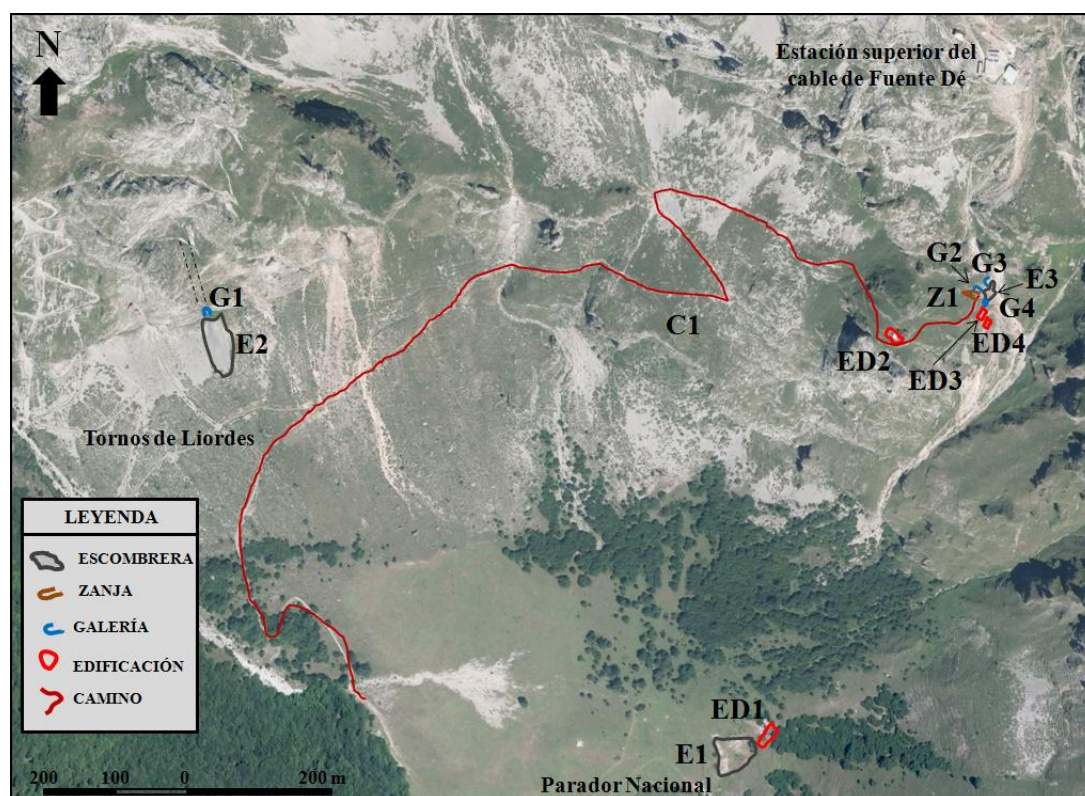 N
Estación superior del
cable de Fuente Dé
G2
G3
Z1
E3
G4
G1
E2
C1
ED2
ED3
ED4
Tornos de Liordes
LEYENDA
ESCOMBRERA
ZANJA
GALERÍA
EDIFICACIÓN
CAMINO
ED1
E1
Parador Nacional
200 100 0 200 m